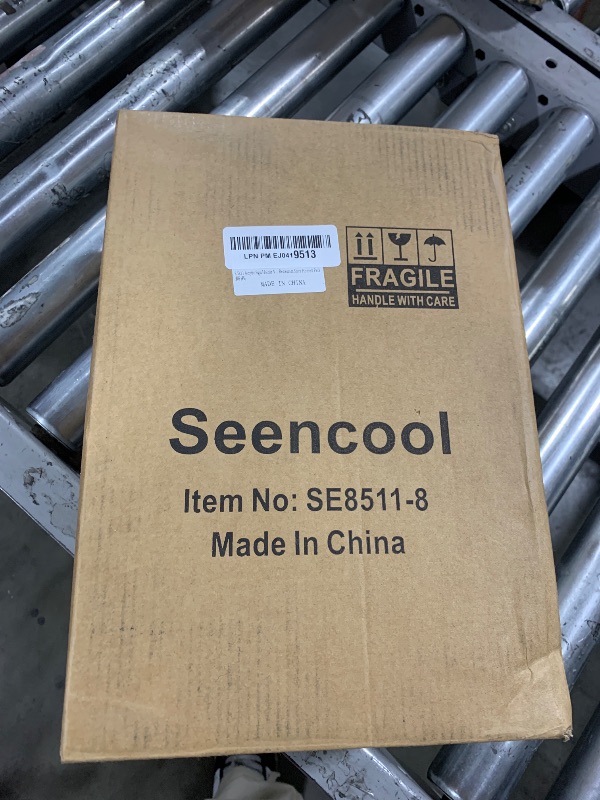 LPN PM EJ0419513
MADE IN CHINA
FRAGILE
HANDLE WITH CARE
Seencool
Item No: SE8511-8
Made In China